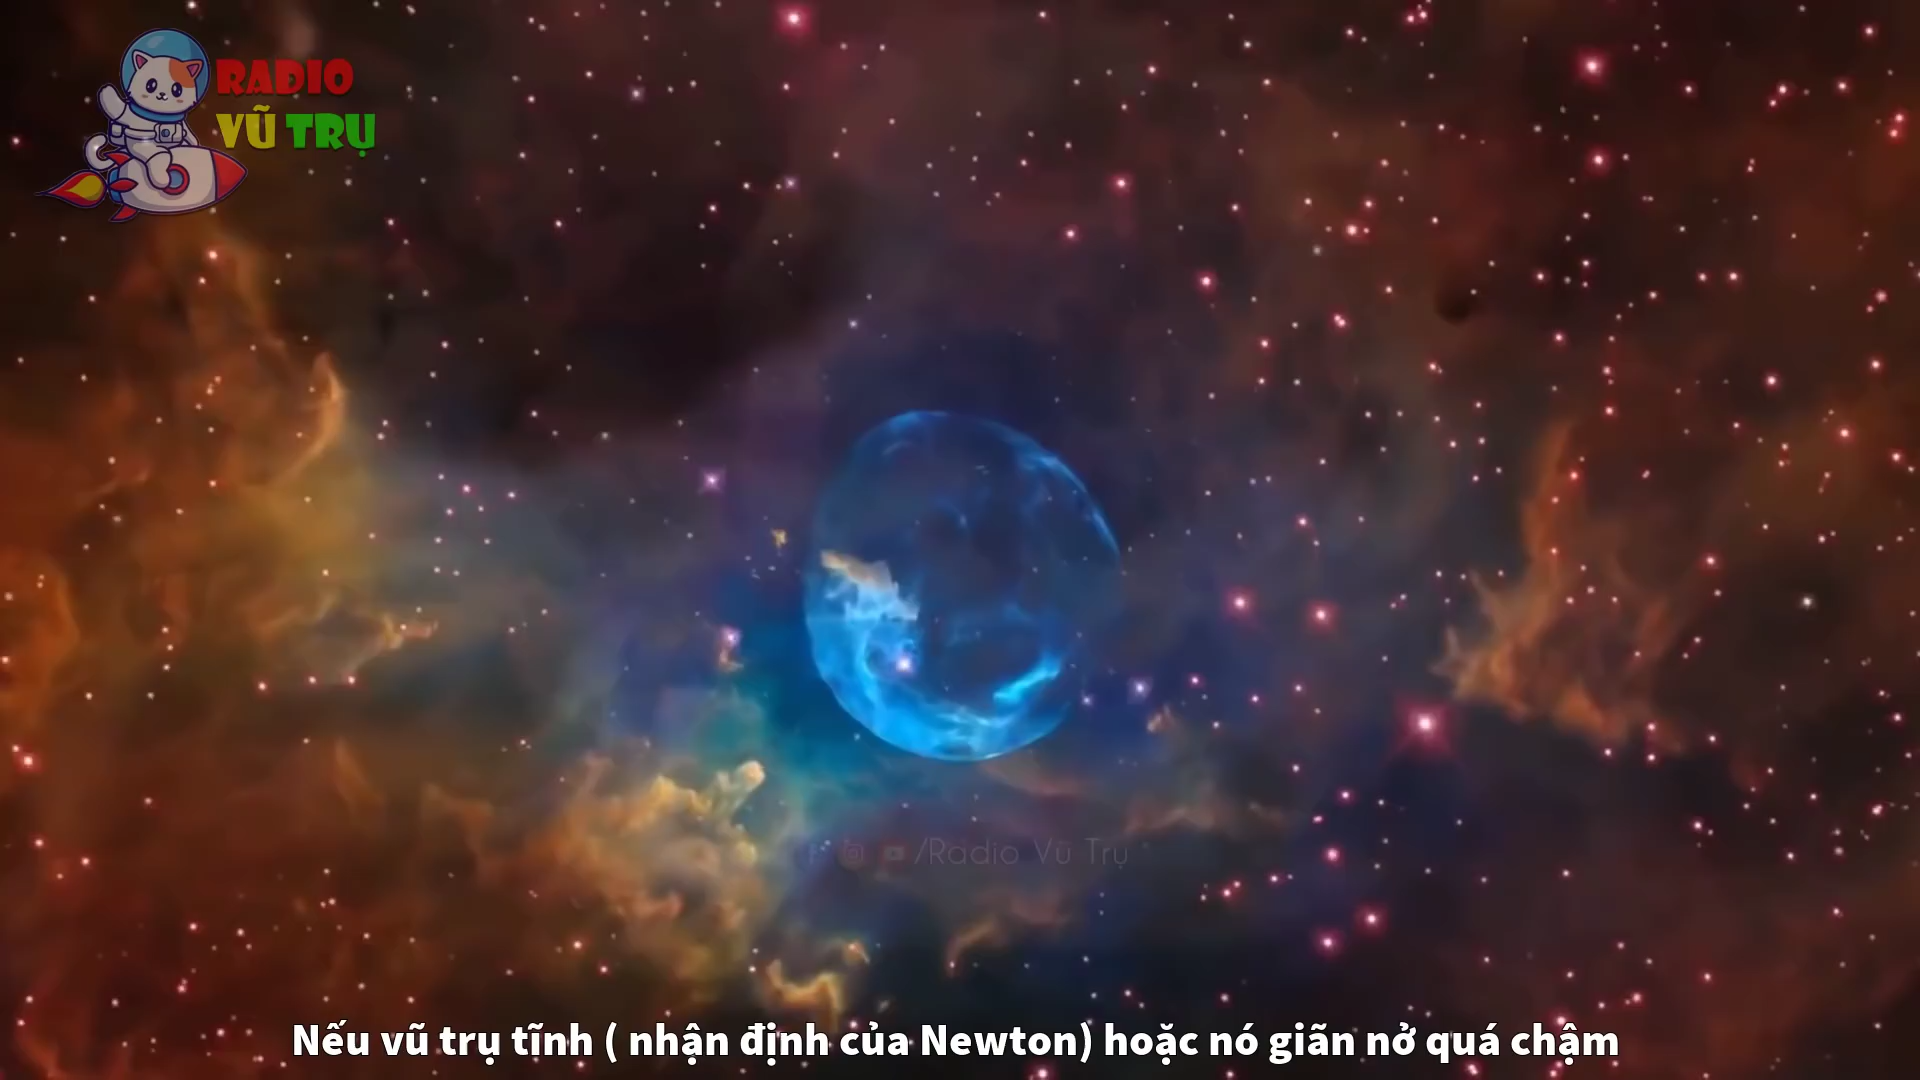 RADIO
VŨ TRỤ
/Radio Vũ Trụ
Nếu vũ trụ tĩnh ( nhận định của Newton) hoặc nó giãn nở quá chậm